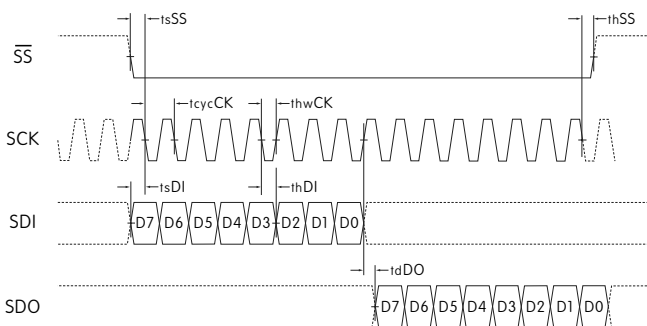 tsSS thSS
SS
tcycCK thwCK
SCK
tsDI thDI
SDI D7 D6 D5 D4 D3 D2 D1 D0
tdDO
SDO D7 D6 D5 D4 D3 D2 D1 D0